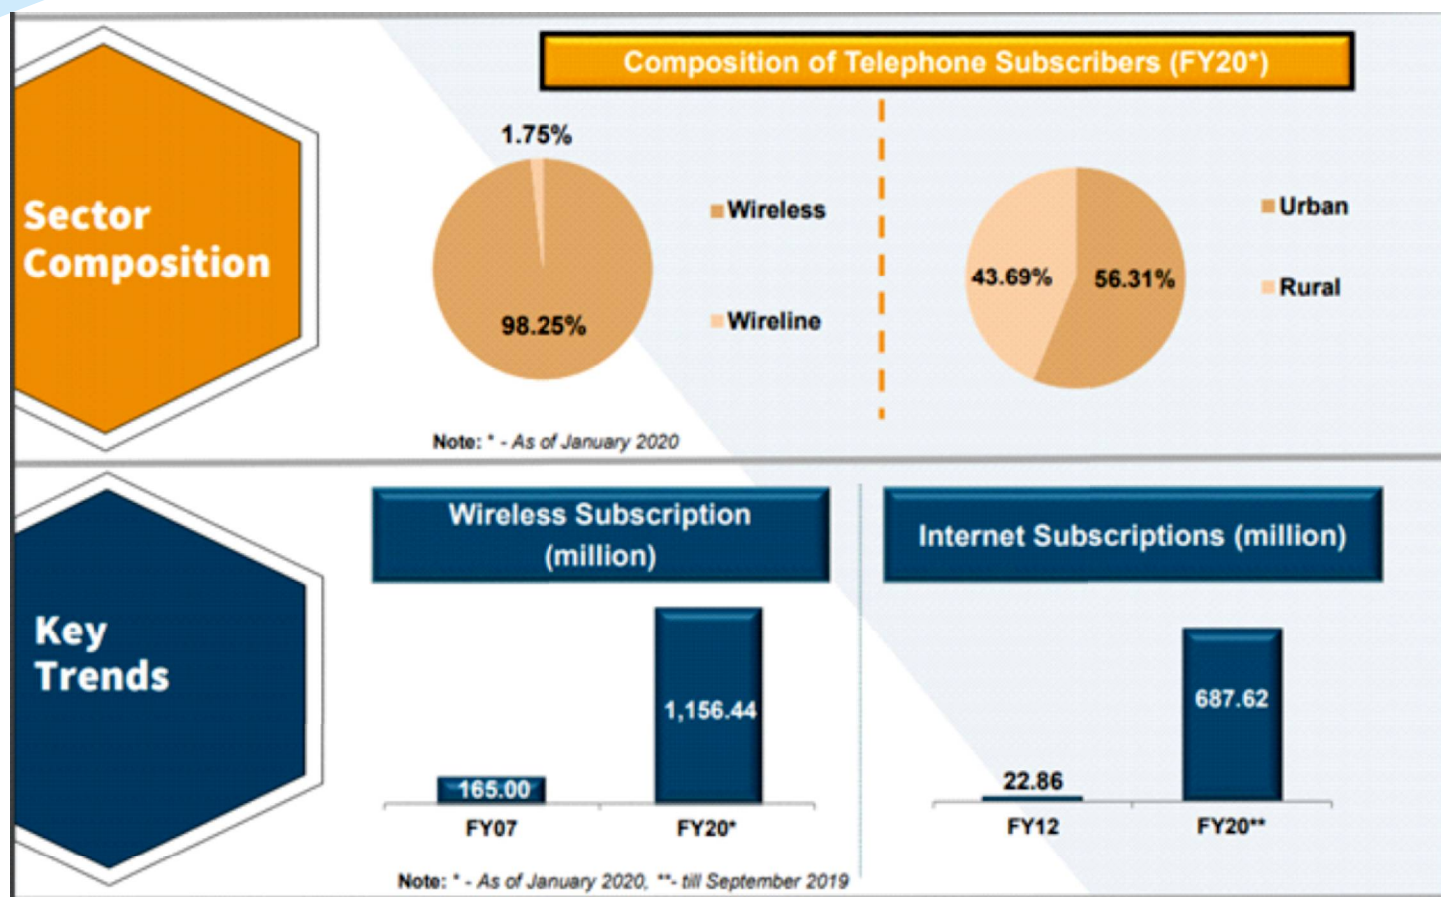 Sector
Composition
Composition of Telephone Subscribers (FY20*)
1.75%
98.25%
Wireless
Wireline
43.69%
56.31%
Urban
Rural
Note: * - As of January 2020
Key
Trends
Wireless Subscription
(million)
165.00
1,156.44
FY07
FY20*
Internet Subscriptions (million)
22.86
687.62
FY12
FY20**
Note: * - As of January 2020, **- till September 2019